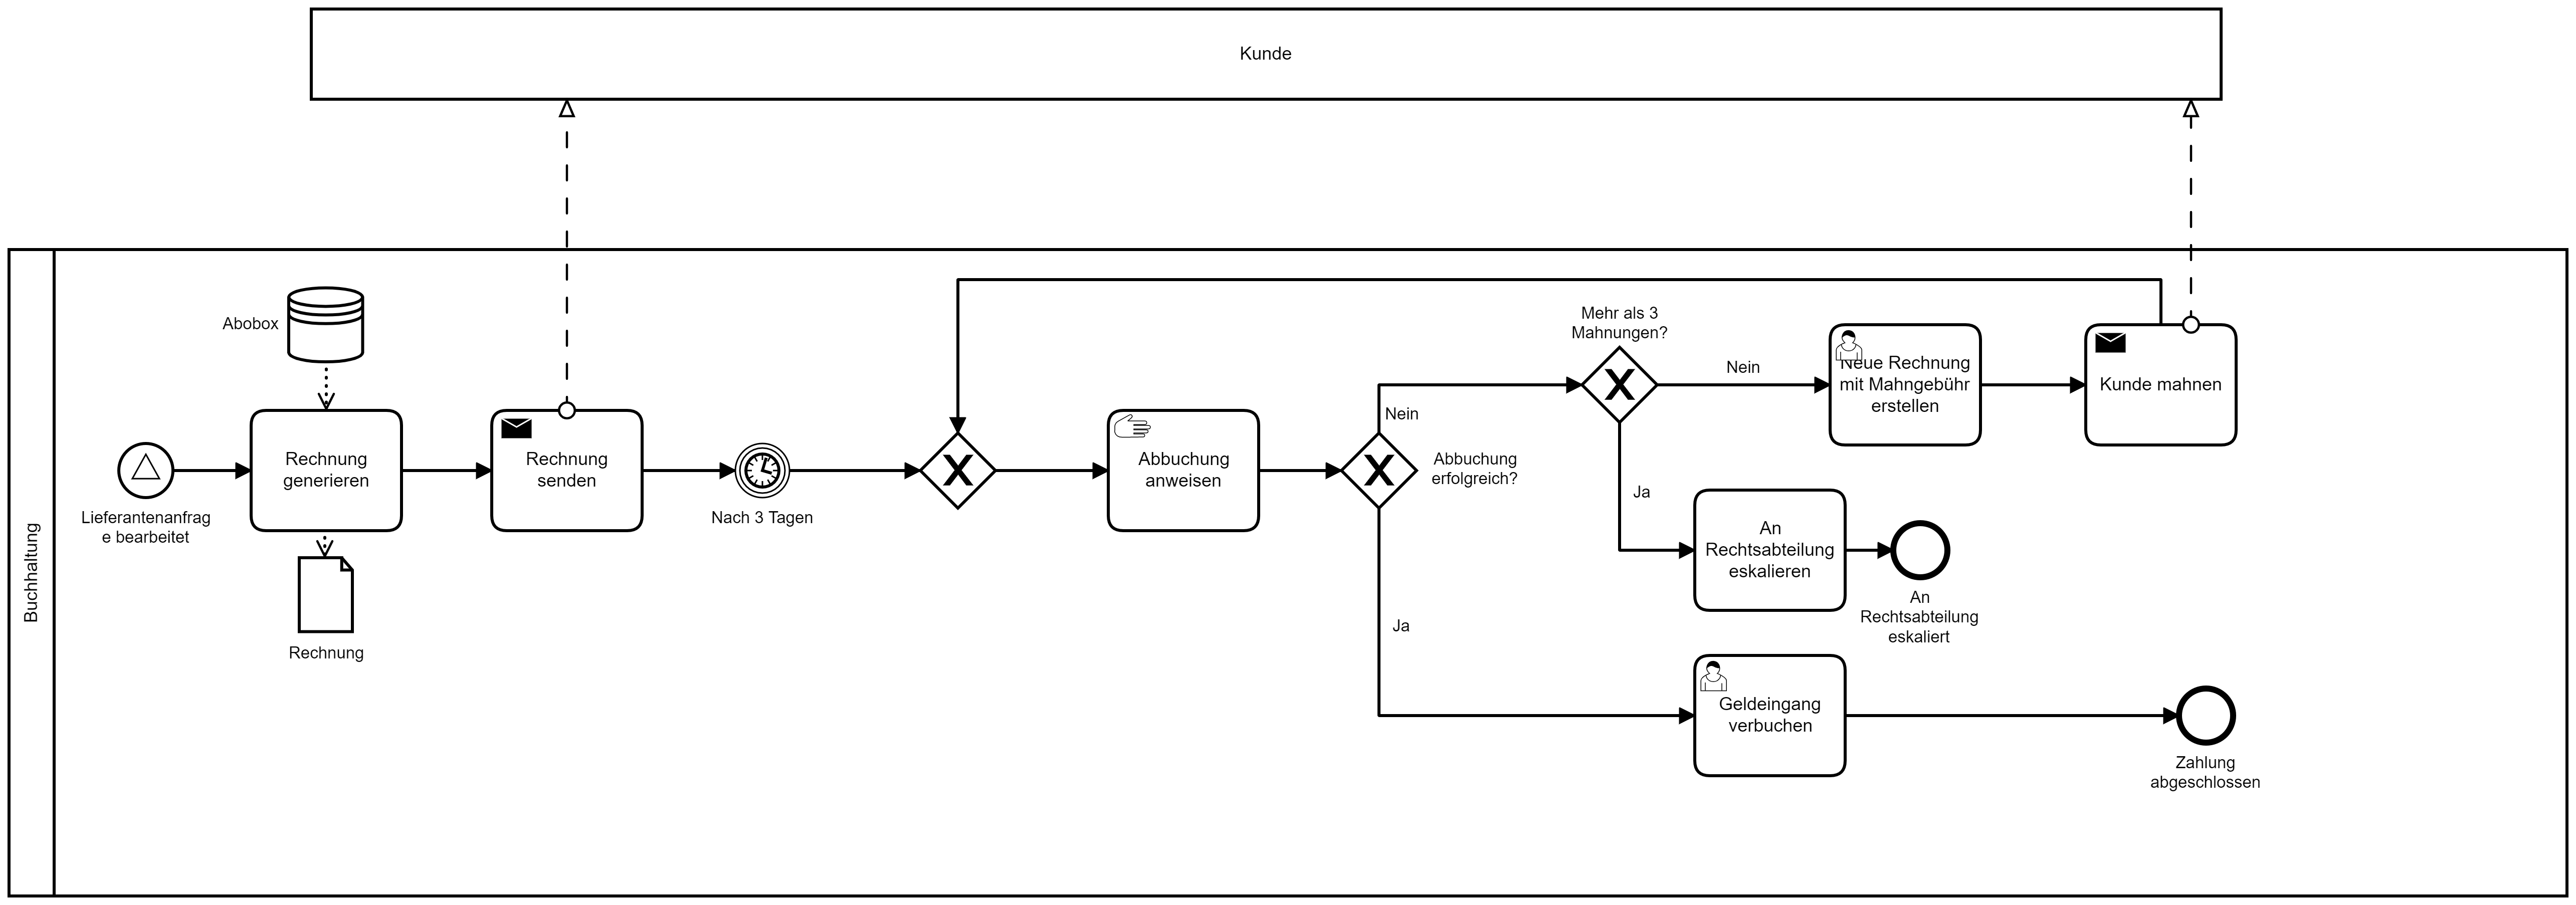 Kunde
Buchhaltung
Abobox
Lieferantenanfrag
e bearbeitet
Rechnung
generieren
Rechnung
Rechnung
senden
Nach 3 Tagen
Abbuchung
anweisen
Abbuchung
erfolgreich?
Nein
Ja
Mehr als 3
Mahnungen?
Nein
Ja
Neue Rechnung
mit Mahngebühr
erstellen
Kunde mahnen
An
Rechtsabteilung
eskalieren
An
Rechtsabteilung
eskaliert
Geldeingang
verbuchen
Zahlung
abgeschlossen